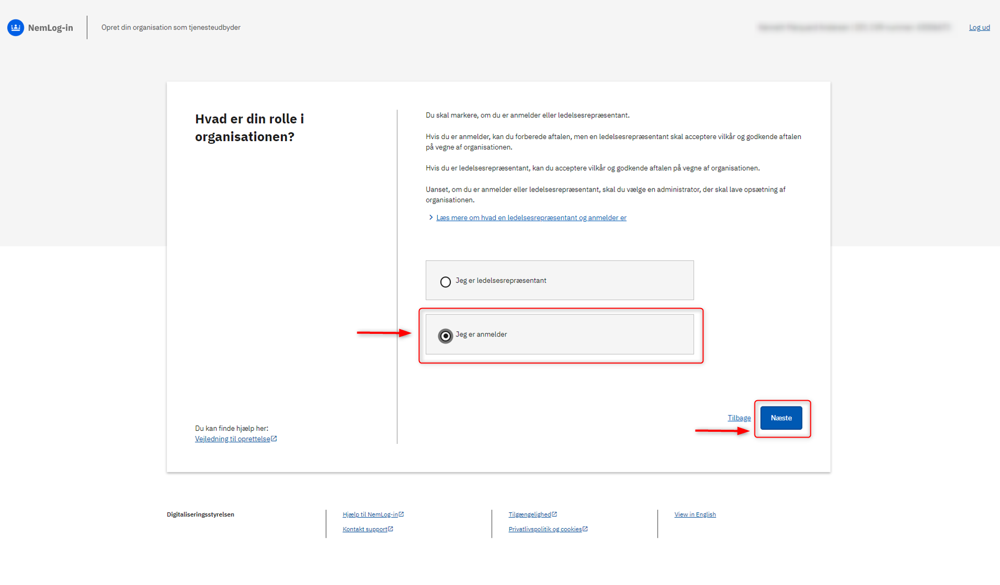 NemLog-in
Opret din organisation som tjenesteudbyder
Log ud
Hvad er din rolle i
organisationen?
Du skal markere, om du er anmelder eller ledelsesrepræsentant.
Hvis du er anmelder, kan du forberede aftalen, men en ledelsesrepræsentant skal acceptere vilkår og godkende aftalen
på vegne af organisationen.
Hvis du er ledelsesrepræsentant, kan du acceptere vilkår og godkende aftalen på vegne af organisationen.
Uanset, om du er anmelder eller ledelsesrepræsentant, skal du vælge en administrator, der skal lave opsætning af
organisationen.
Læs mere om hvad en ledelsesrepræsentant og anmelder er
Jeg er ledelsesrepræsentant
Jeg er anmelder
Tilbage
Næste
Du kan finde hjælp her:
Vejledning til oprettelse
Digitaliseringsstyrelsen
Hjælp til NemLog-in
Kontakt support
Tilgængelighed
Privatlivspolitik og cookies
View in English